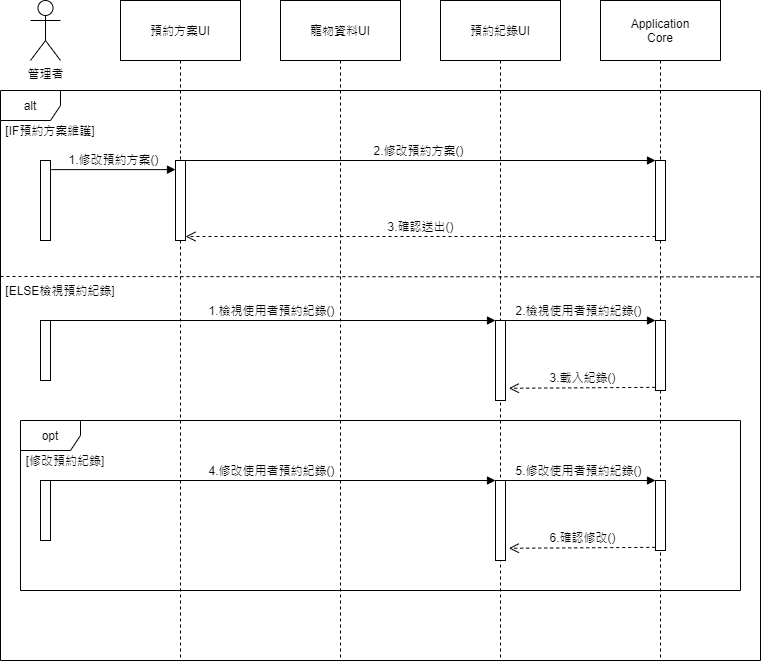 管理者
預約方案UI
寵物資料UI
預約紀錄UI
Application
Core
alt
[IF預約方案維護]
1.修改預約方案()
2.修改預約方案()
3.確認送出()
[ELSE檢視預約紀錄]
1.檢視使用者預約紀錄()
2.檢視使用者預約紀錄()
3.載入紀錄()
opt
[修改預約紀錄]
4.修改使用者預約紀錄()
5.修改使用者預約紀錄()
6.確認修改()